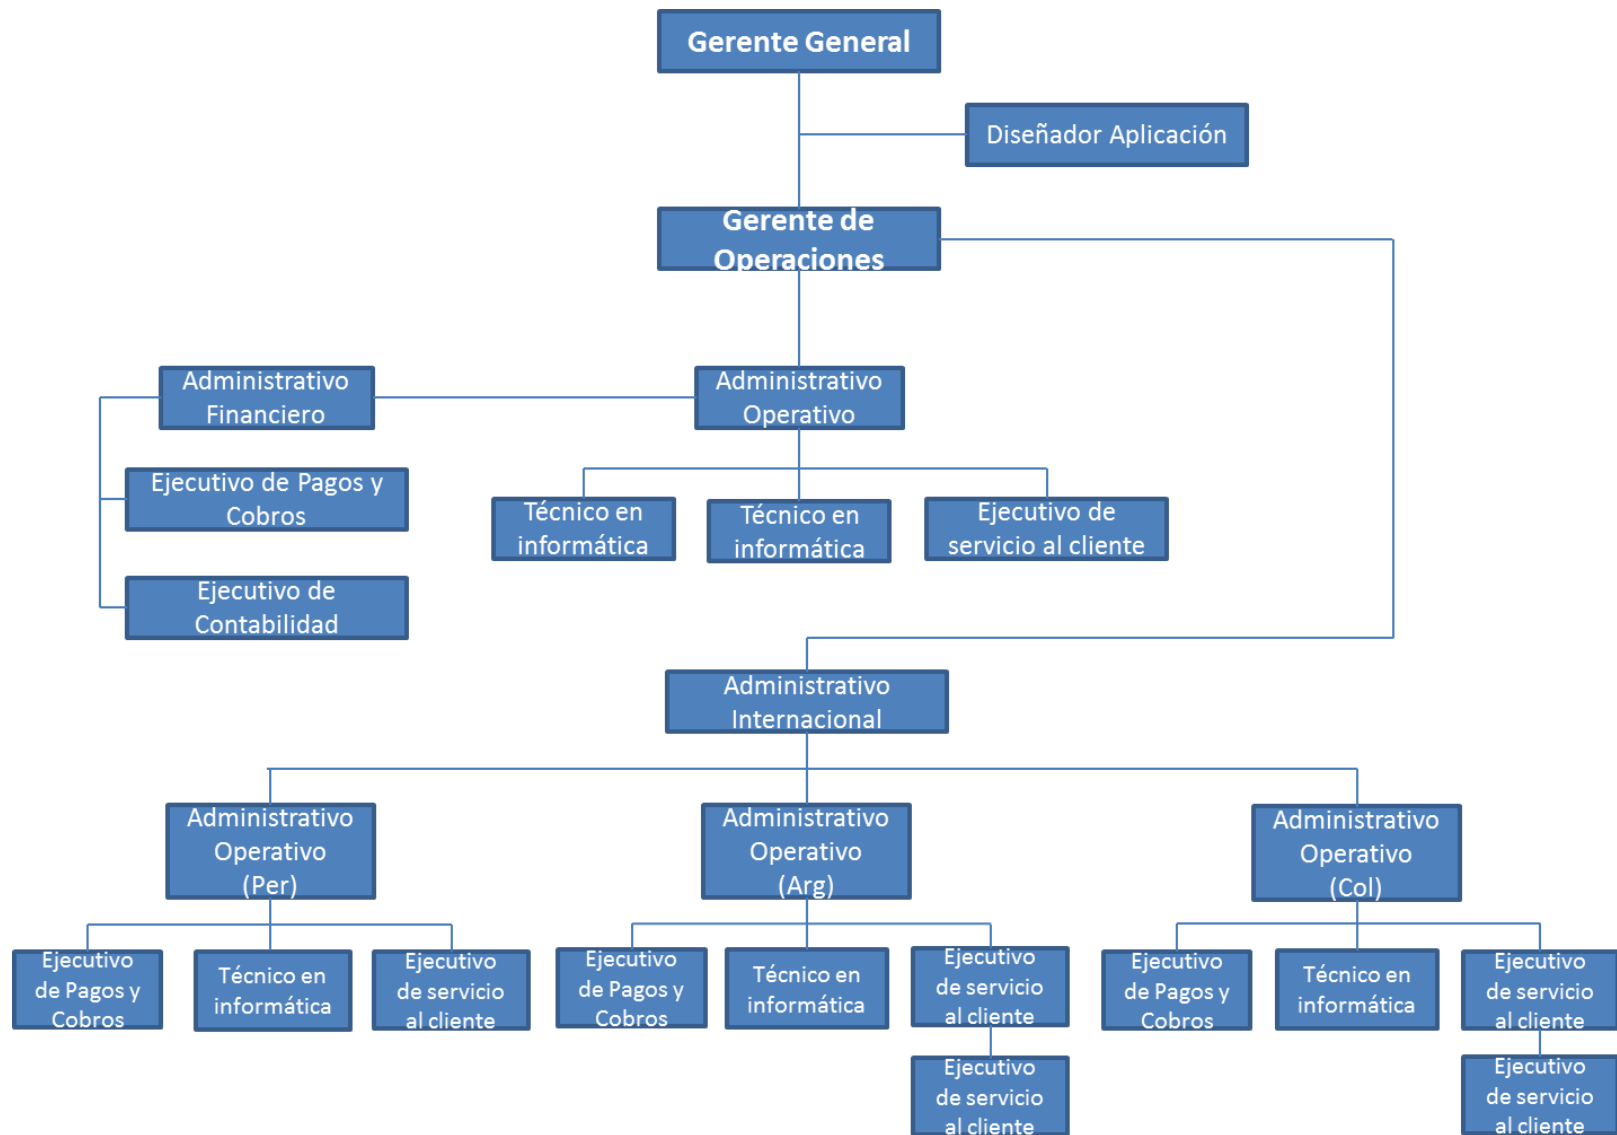 Gerente General
Diseñador Aplicación
Gerente de
Operaciones
Administrativo
Financiero
Administrativo
Operativo
Ejecutivo de Pagos y
Cobros
Técnico en
informática
Técnico en
informática
Ejecutivo de
servicio al cliente
Ejecutivo de
Contabilidad
Administrativo
Internacional
Administrativo
Operativo
(Per)
Administrativo
Operativo
(Arg)
Administrativo
Operativo
(Col)
Ejecutivo
de Pagos y
Cobros
Técnico en
informática
Ejecutivo
de servicio
al cliente
Ejecutivo
de Pagos y
Cobros
Técnico en
informática
Ejecutivo
de servicio
al cliente
Ejecutivo
de Pagos y
Cobros
Técnico en
informática
Ejecutivo
de servicio
al cliente
Ejecutivo
de servicio
al cliente
Ejecutivo
de servicio
al cliente